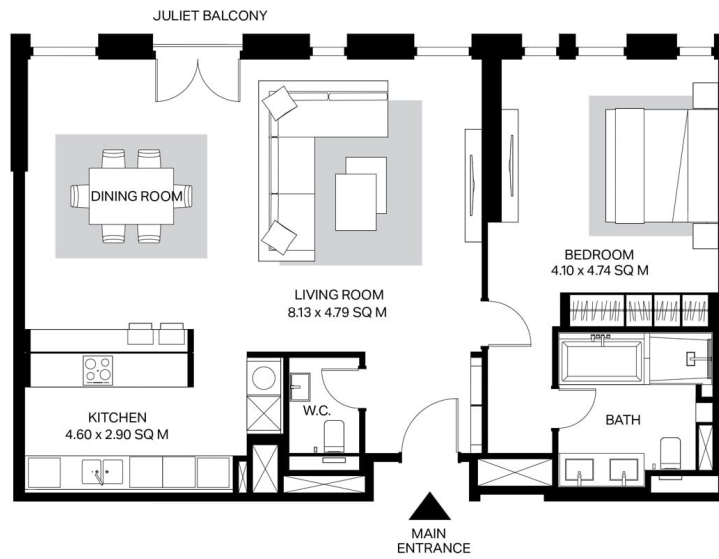 JULIET BALCONY
DINING ROOM
BEDROOM
4.10 x 4.74 SQ M
LIVING ROOM
8.13 x 4.79 SQ M
KITCHEN
4.60 x 2.90 SQ M
W.C.
BATH
MAIN
ENTRANCE